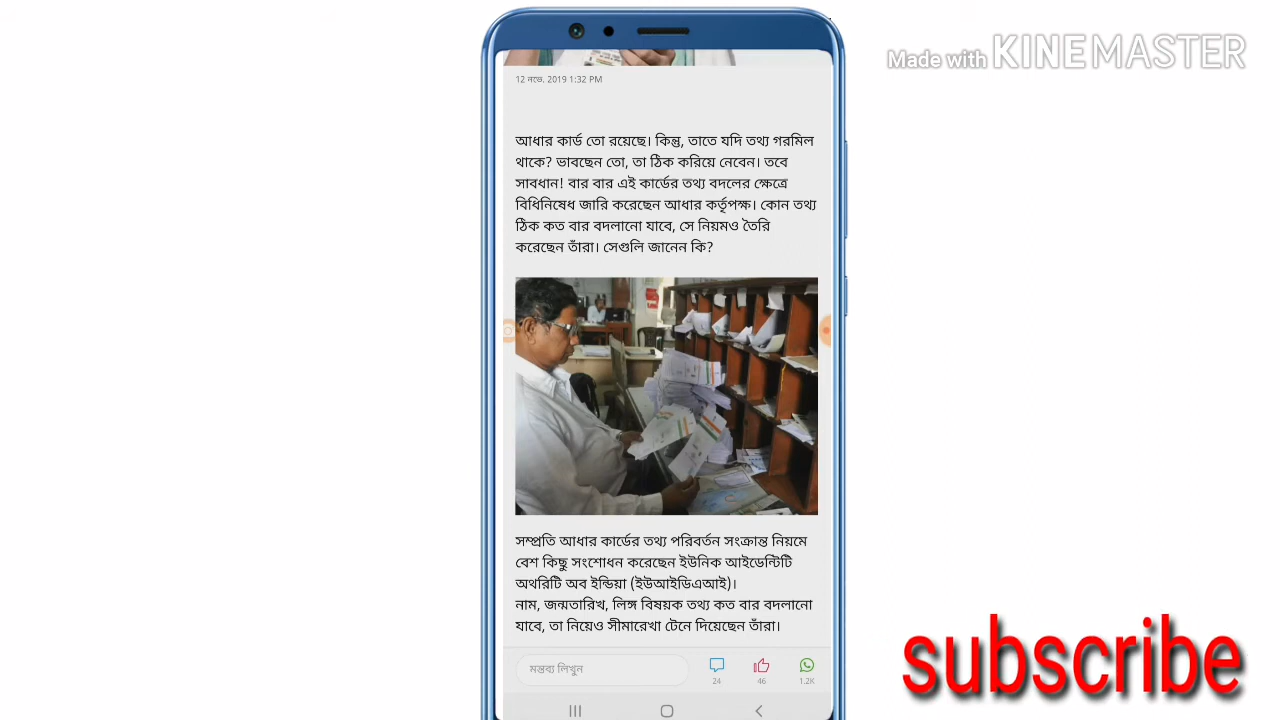 Made with KINEMASTER
12 নভে. 2019 1:32 PM
আধার কার্ড তো রয়েছে। কিন্তু, তাতে যদি তথ্য গরমিল
থাকে? ভাবছেন তো, তা ঠিক করিয়ে নেবেন। তবে
সাবধান! বার বার এই কার্ডের তথ্য বদলের ক্ষেত্রে
বিধিনিষেধ জারি করেছেন আধার কর্তৃপক্ষ। কোন তথ্য
ঠিক কত বার বদলানো যাবে, সে নিয়মও তৈরি
করেছেন তাঁরা। সেগুলি জানেন কি?
সম্প্রতি আধার কার্ডের তথ্য পরিবর্তন সংক্রান্ত নিয়মে
বেশ কিছু সংশোধন করেছেন ইউনিক আইডেন্টিটি
অথরিটি অব ইন্ডিয়া (ইউআইডিএআই)।
নাম, জন্মতারিখ, লিঙ্গ বিষয়ক তথ্য কত বার বদলানো
যাবে, তা নিয়েও সীমারেখা টেনে দিয়েছেন তাঁরা।
মন্তব্য লিখুন
24
46
1.2K
subscribe